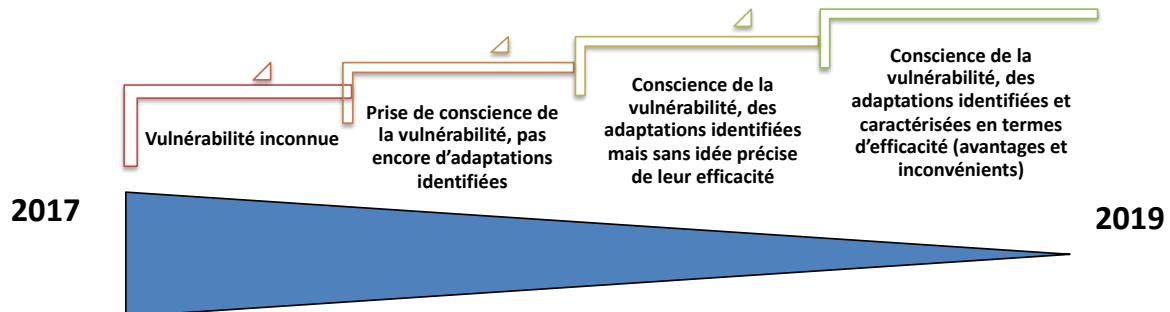 Vulnérabilité inconnue
Prise de conscience de
la vulnérabilité, pas
encore d'adaptations
identifiées
Conscience de la
vulnérabilité, des
adaptations identifiées
mais sans idée précise
de leur efficacité
Conscience de la
vulnérabilité, des
adaptations identifiées et
caractérisées en termes
d'efficacité (avantages et
inconvénients)
2017
2019